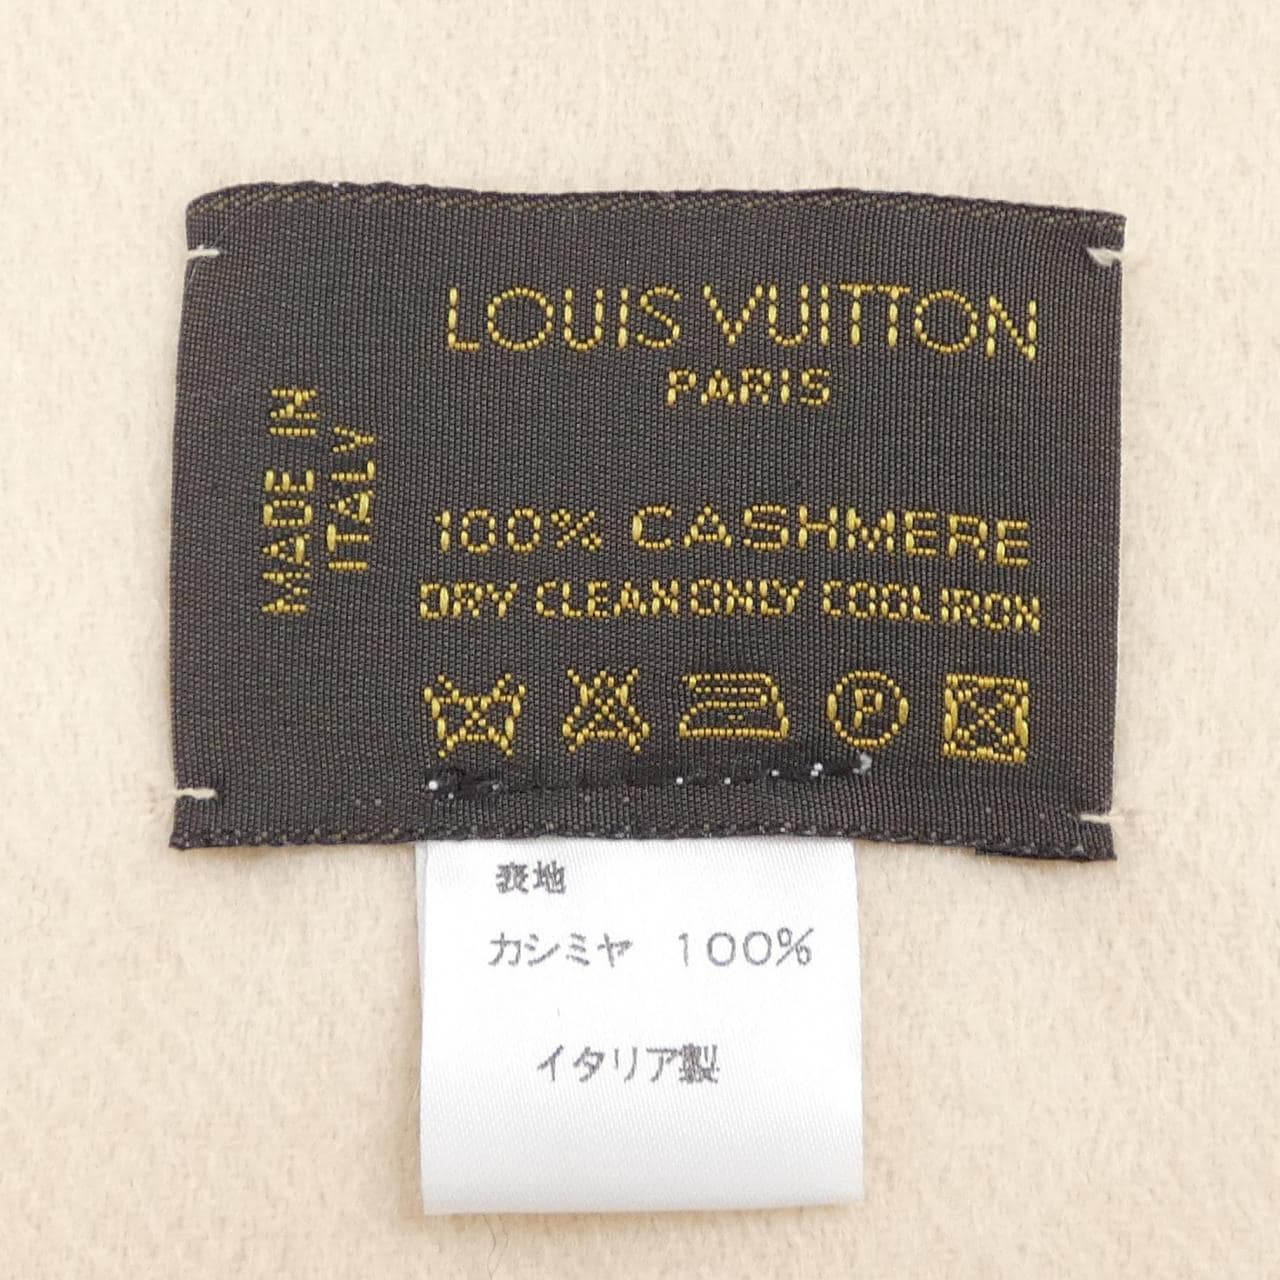 LOUIS VUITTON
PARIS
MADE IN
ITALY
100% CASHMERE
DRY CLEAN ONLY COOL IRON
P
表地
カシミヤ 100%
イタリア製